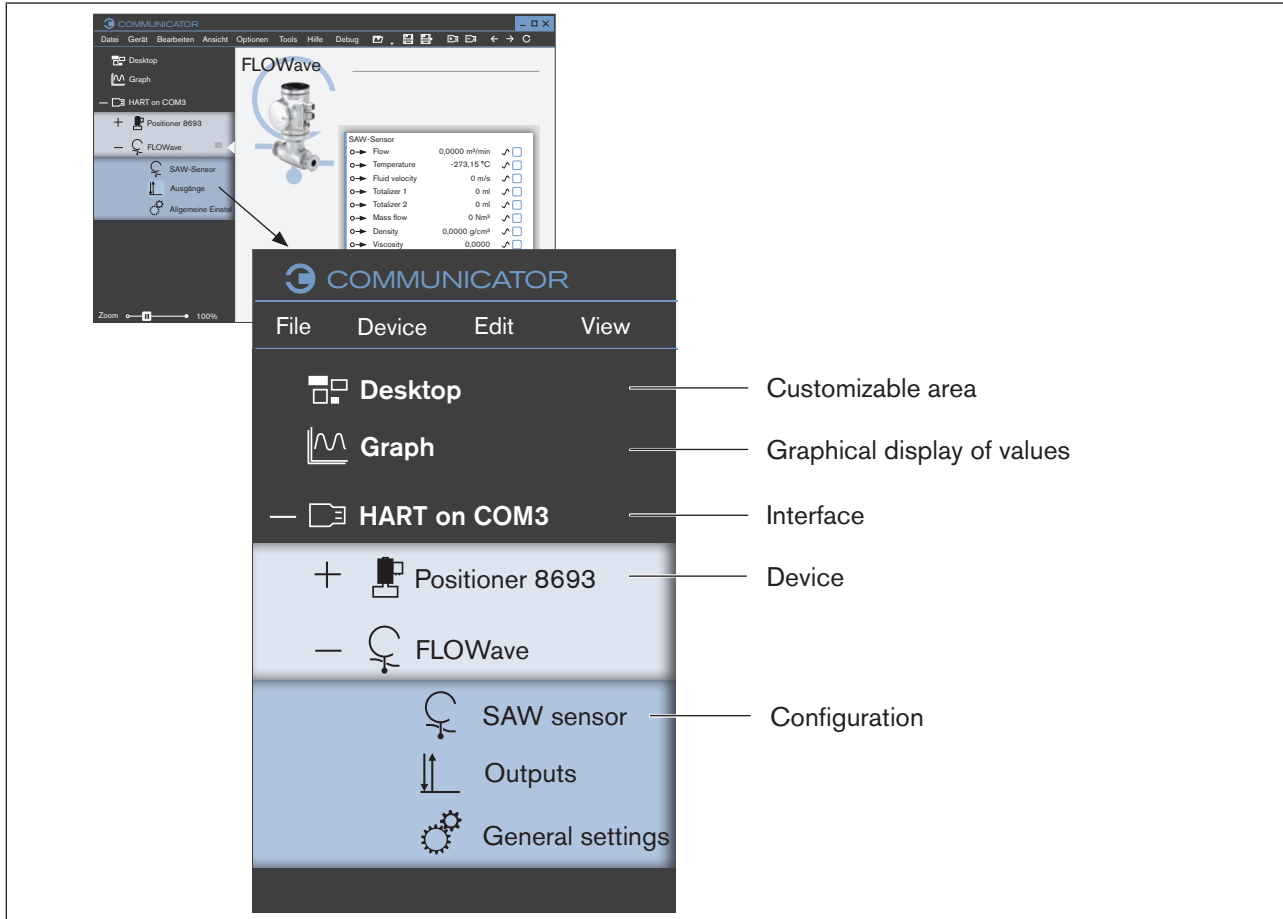 COMMUNICATOR
Datei Gerät Bearbeiten Ansicht Optionen Tools Hilfe Debug
Desktop
Graph
HART on COM3
Positioner 8693
FLOWave
SAW-Sensor
Ausgänge
Allgemeine Einstel
Zoom 100%
FLOWave
SAW-Sensor
Flow 0,0000 m³/min
Temperature -273,15 °C
Fluid velocity 0 m/s
Totalizer 1 0 ml
Totalizer 2 0 ml
Mass flow 0 Nm³
Density 0,0000 g/cm³
Viscosity 0,0000
COMMUNICATOR
File Device Edit View
Desktop Customizable area
Graph Graphical display of values
HART on COM3 Interface
Positioner 8693 Device
FLOWave
SAW sensor Configuration
Outputs
General settings